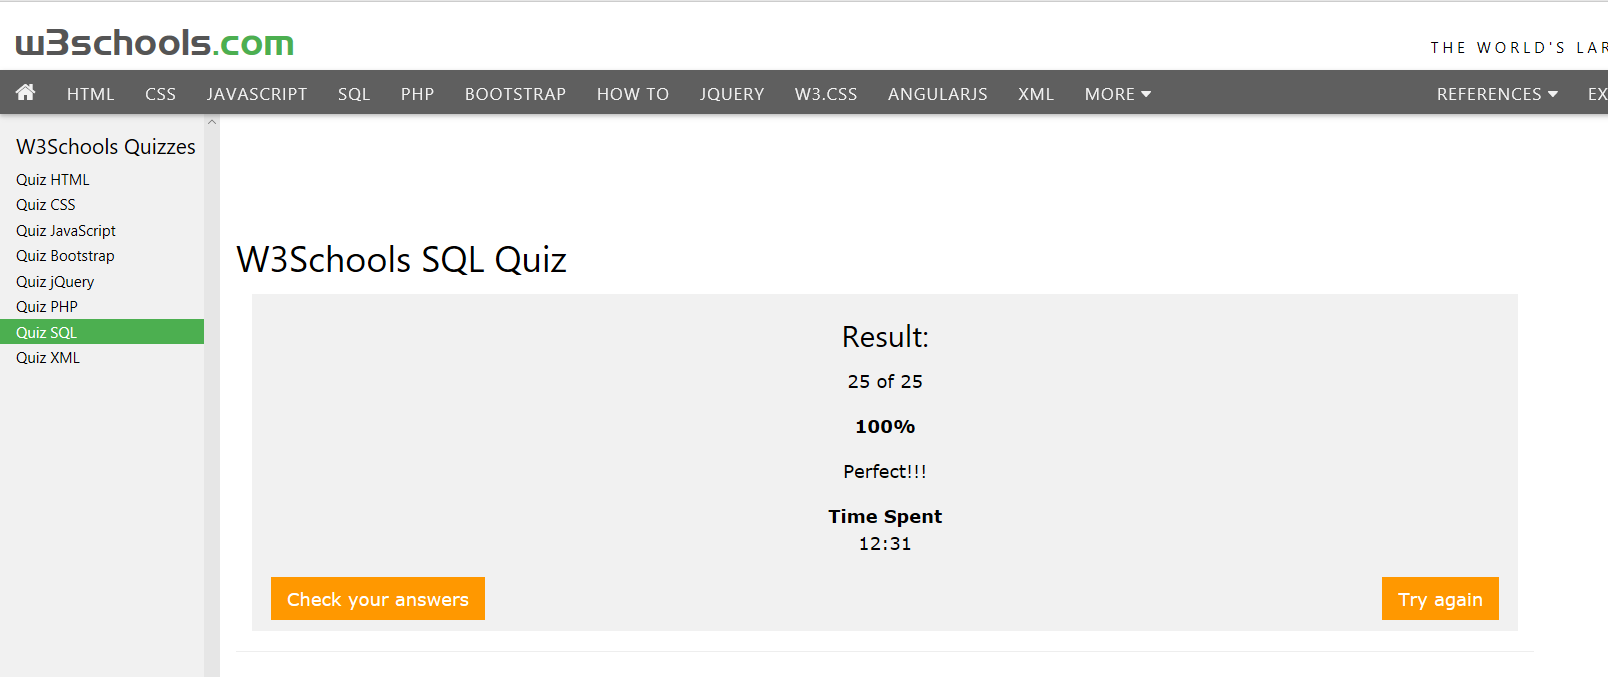 w3schools.com
THE WORLD'S
HTML CSS JAVASCRIPT SQL PHP BOOTSTRAP HOW TO JQUERY W3.CSS ANGULARJS XML MORE REFERENCES
W3Schools Quizzes
Quiz HTML
Quiz CSS
Quiz JavaScript
Quiz Bootstrap
Quiz jQuery
Quiz PHP
Quiz SQL
Quiz XML
W3Schools SQL Quiz
Result:
25 of 25
100%
Perfect!!!
Time Spent
12:31
Check your answers Try again